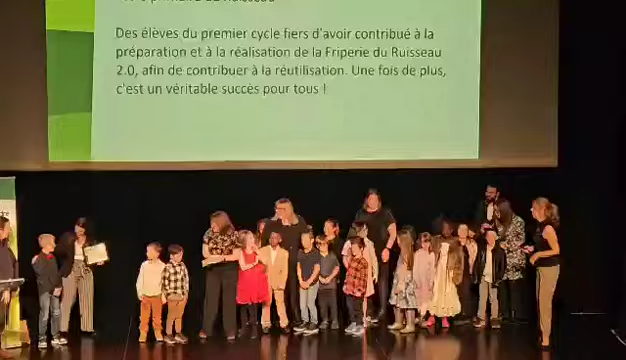 Des élèves du premier cycle fiers d'avoir contribué à la
préparation et à la réalisation de la Friperie du Ruisseau
2.0, afin de contribuer à la réutilisation. Une fois de plus,
c'est un véritable succès pour tous !